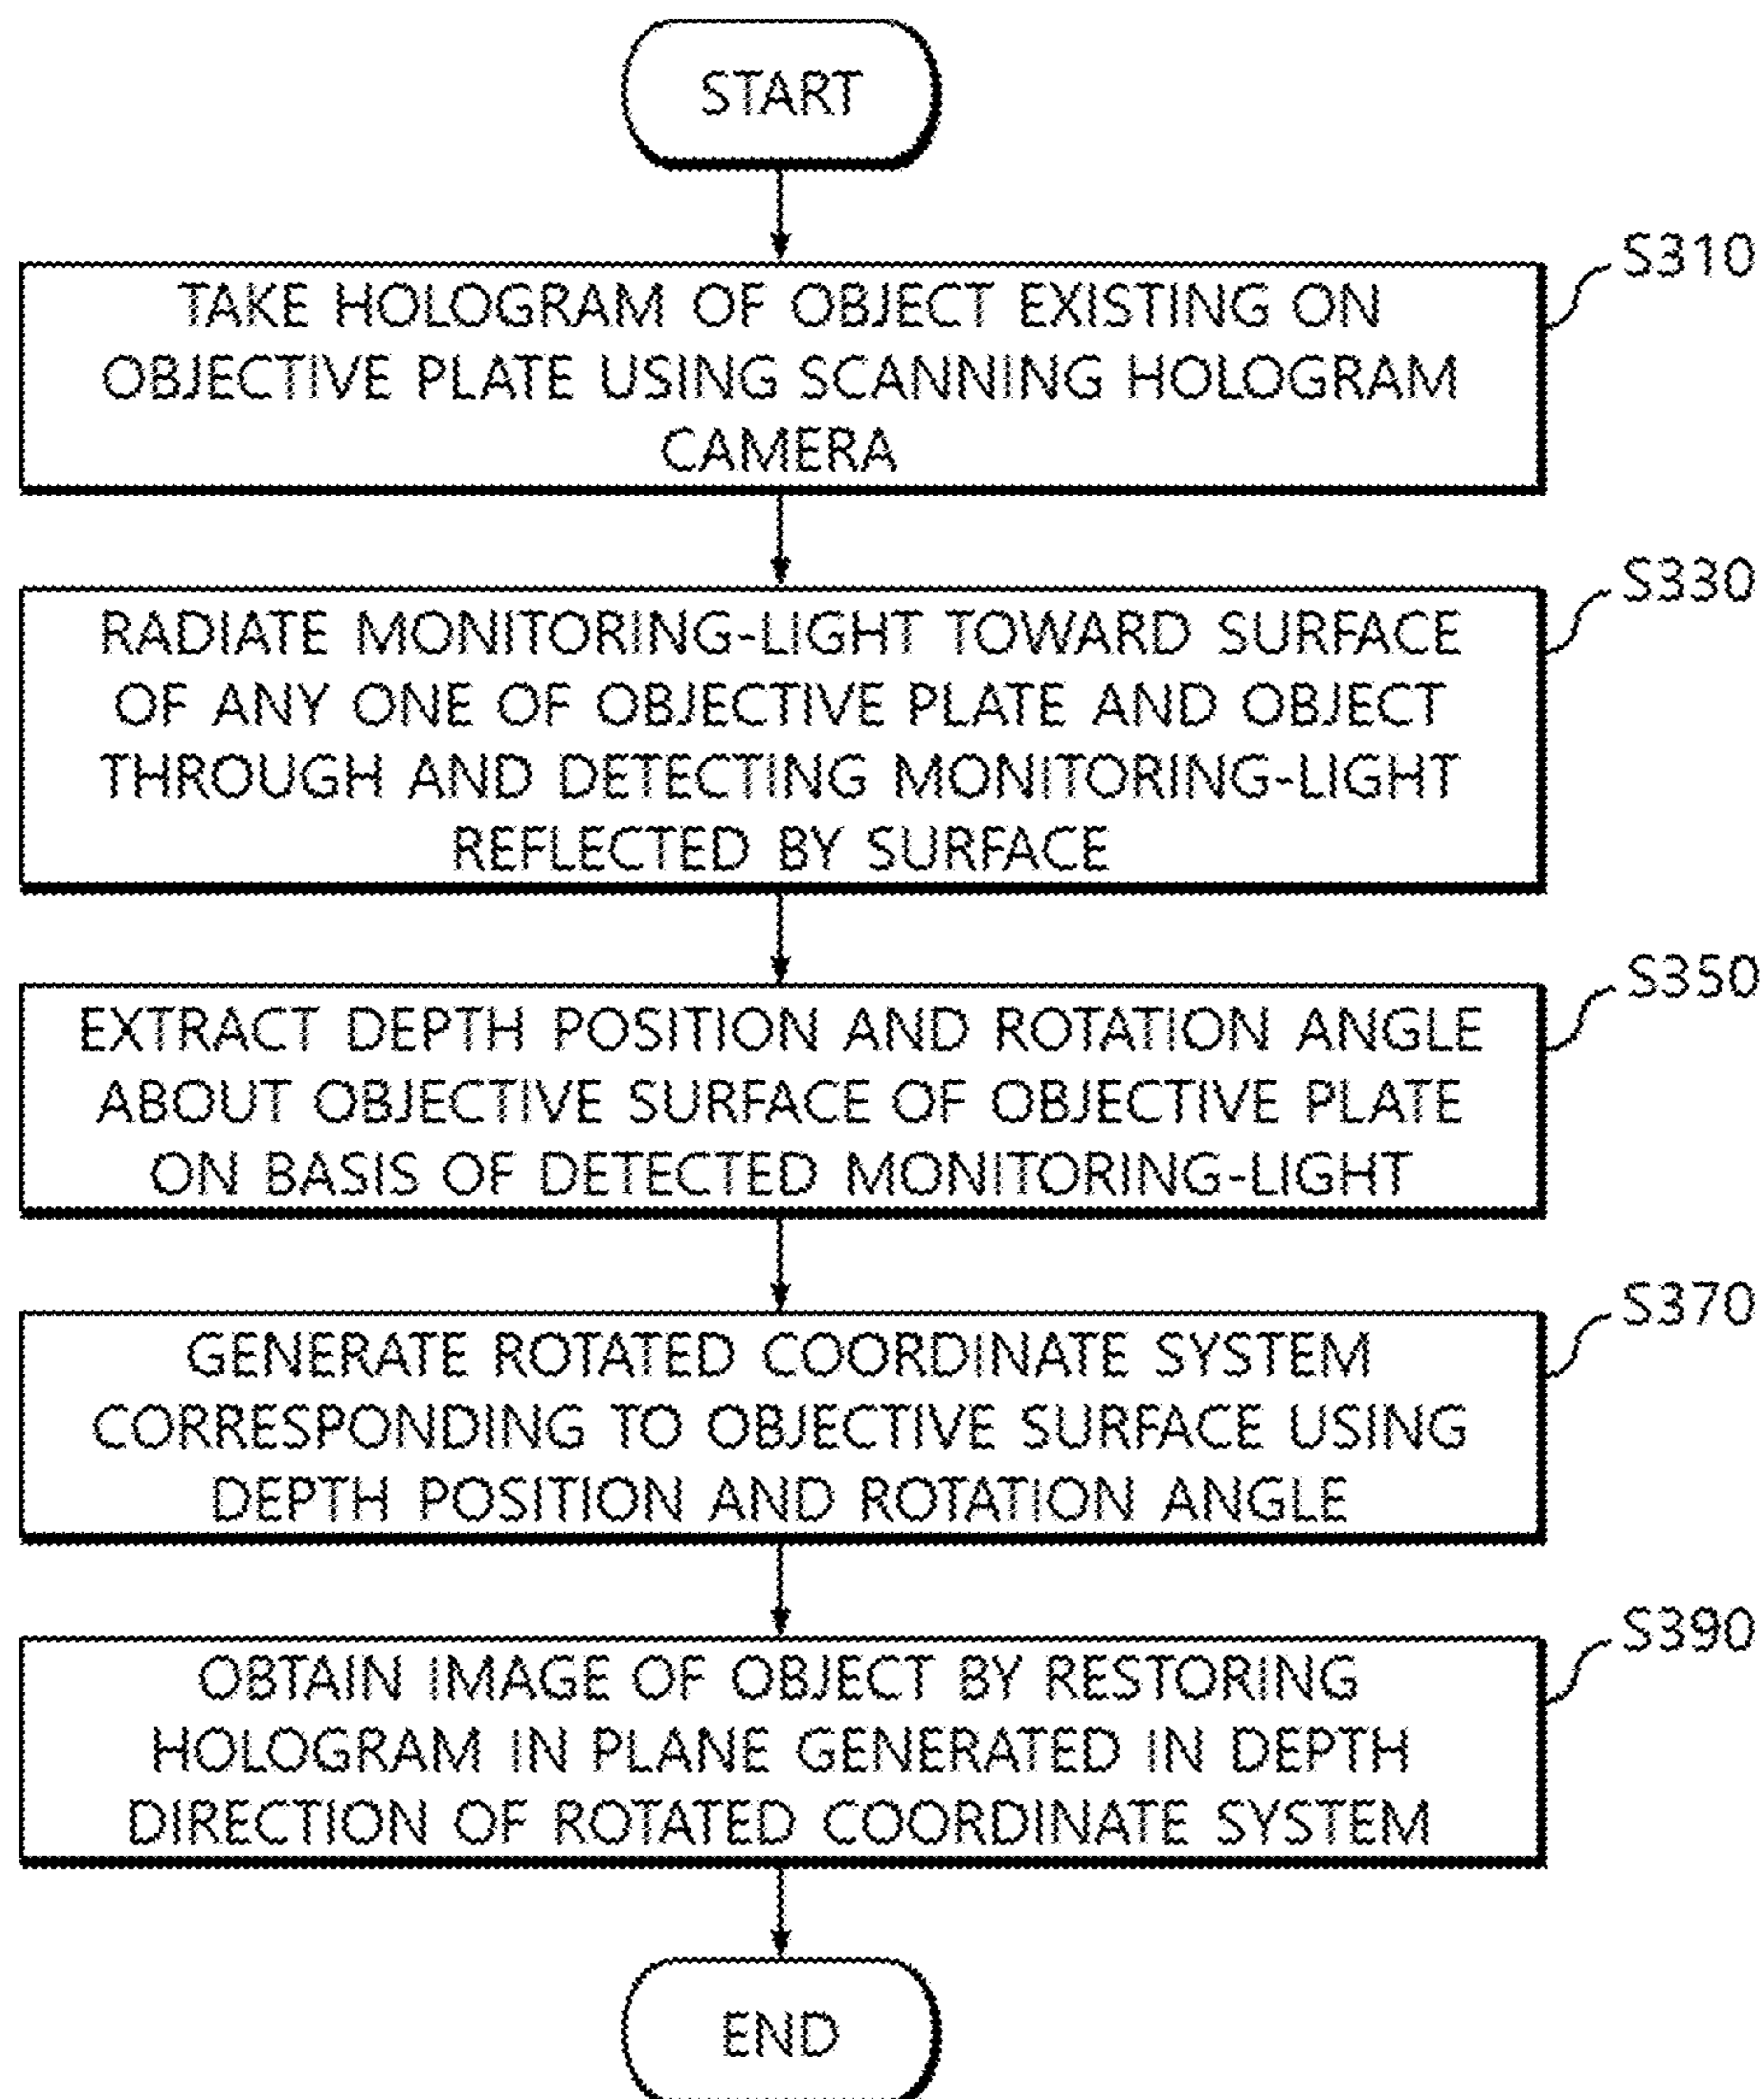 START
S310
TAKE HOLOGRAM OF OBJECT EXISTING ON
OBJECTIVE PLATE USING SCANNING HOLOGRAM
CAMERA
S330
RADIATE MONITORING-LIGHT TOWARD SURFACE
OF ANY ONE OF OBJECTIVE PLATE AND OBJECT
THROUGH AND DETECTING MONITORING-LIGHT
REFLECTED BY SURFACE
S350
EXTRACT DEPTH POSITION AND ROTATION ANGLE
ABOUT OBJECTIVE SURFACE OF OBJECTIVE PLATE
ON BASIS OF DETECTED MONITORING-LIGHT
S370
GENERATE ROTATED COORDINATE SYSTEM
CORRESPONDING TO OBJECTIVE SURFACE USING
DEPTH POSITION AND ROTATION ANGLE
S390
OBTAIN IMAGE OF OBJECT BY RESTORING
HOLOGRAM IN PLANE GENERATED IN DEPTH
DIRECTION OF ROTATED COORDINATE SYSTEM
END